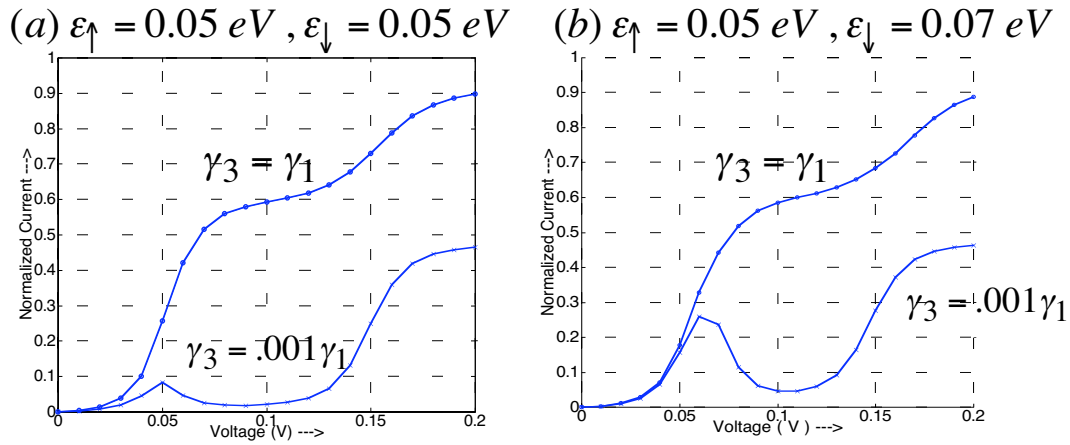 (a) ε↑ = 0.05 eV , ε↓ = 0.05 eV
1
0.9
0.8
0.7
0.6
0.5
0.4
0.3
0.2
0.1
0
Normalized Current --->
γ3 = γ1
γ3 = .001γ1
0 0.05 0.1 0.15 0.2
Voltage (V) --->
(b) ε↑ = 0.05 eV , ε↓ = 0.07 eV
1
0.9
0.8
0.7
0.6
0.5
0.4
0.3
0.2
0.1
0
Normalized Current --->
γ3 = γ1
γ3 = .001γ1
0 0.05 0.1 0.15 0.2
Voltage ( V ) --->